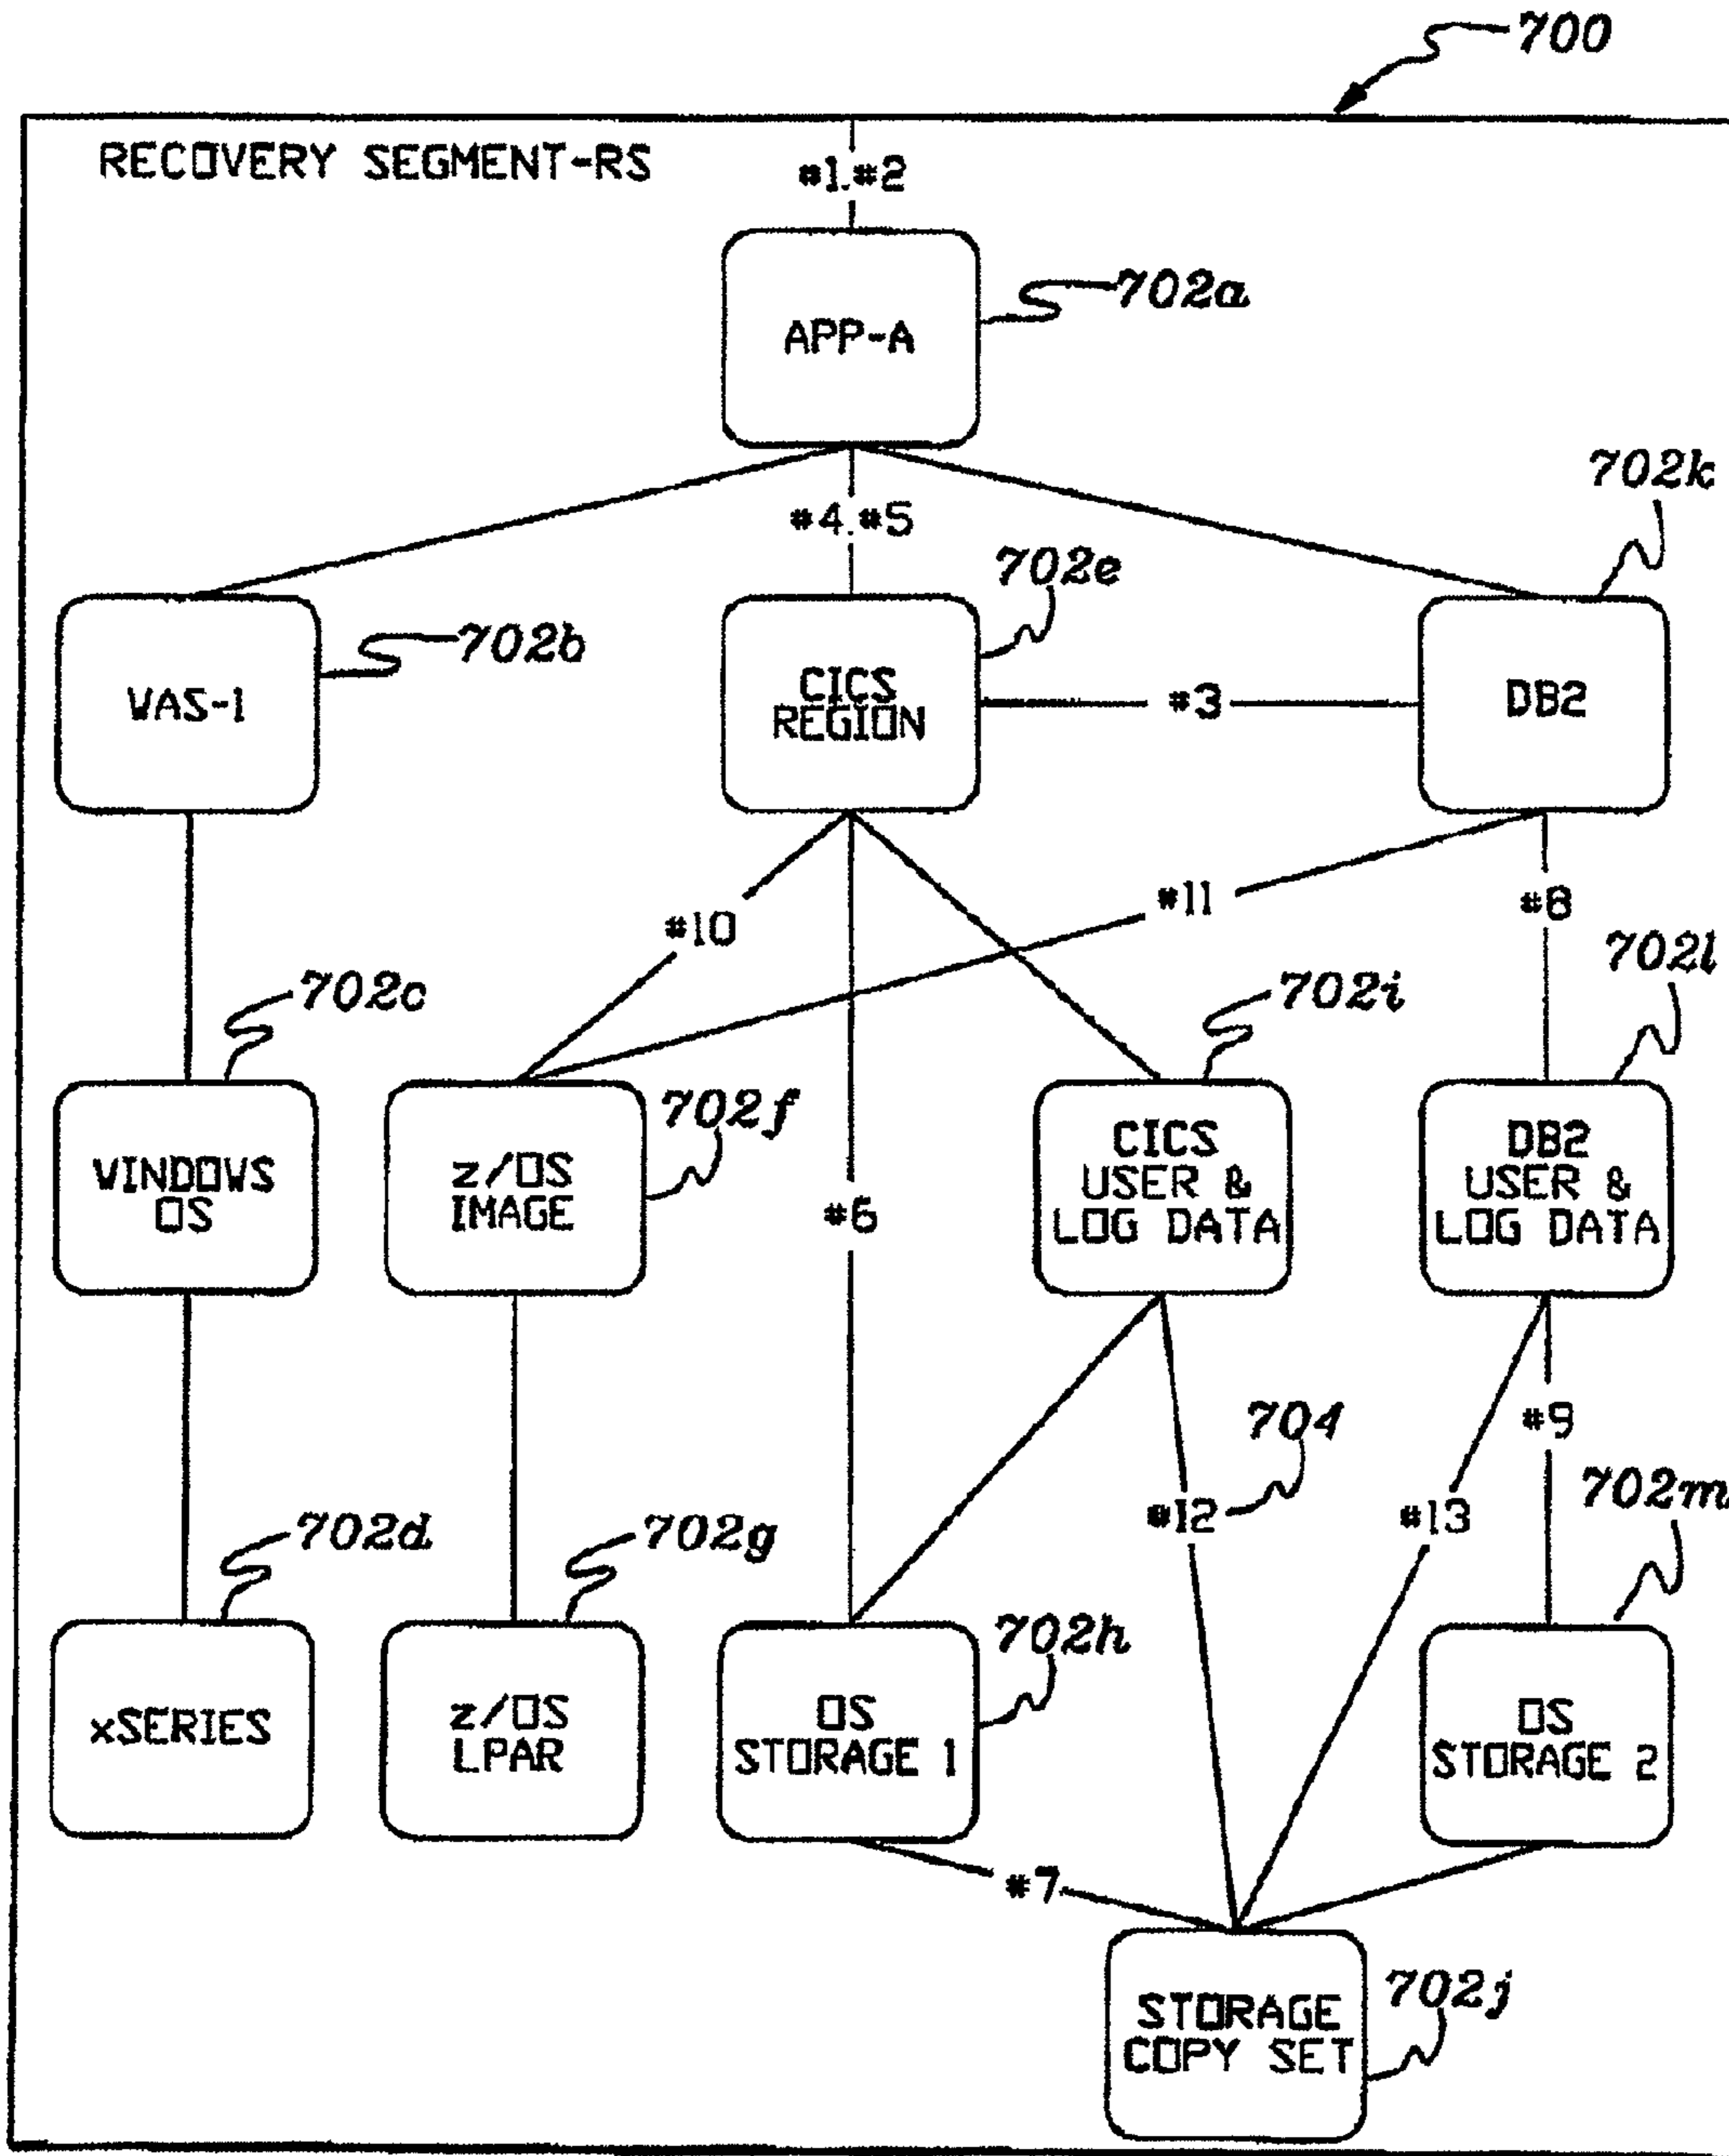 700
RECOVERY SEGMENT-RS
#1.#2
702a
APP-A
702k
#4.#5
702e
702b
WAS-1
CICS
REGION
#3
DB2
#10
#11
#8
702c
702i
702l
702f
WINDOWS
OS
z/OS
IMAGE
#6
CICS
USER &
LOG DATA
DB2
USER &
LOG DATA
704
#9
702d
702g
#12
#13
702m
702h
xSERIES
z/OS
LPAR
OS
STORAGE 1
OS
STORAGE 2
#7
702j
STORAGE
COPY SET